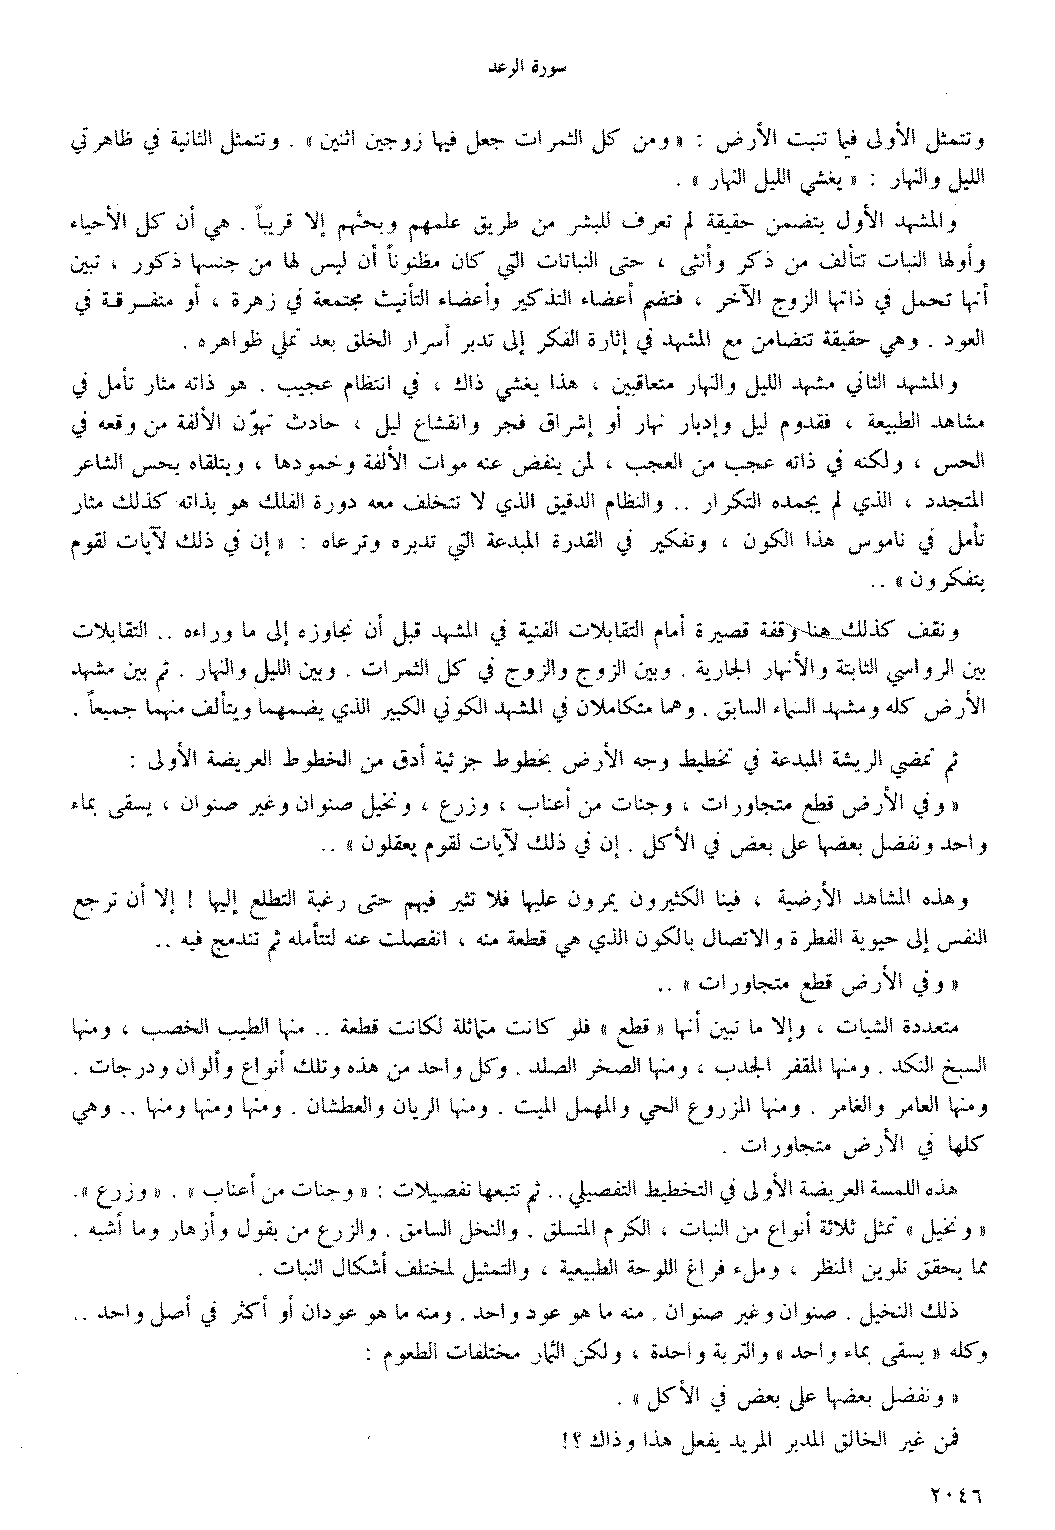 سورة الرعد
وتتمثل الأولى فيما تنبت الأرض : « ومن كل الثمرات جعل فيها زوجين اثنين » . وتتمثل الثانية في ظاهرتي
الليل والنهار : « يغشي الليل النهار » .
والمشهد الأول يتضمن حقيقة لم تعرف للبشر من طريق علمهم وبحثهم إلا قريباً . هي أن كل الأحياء
وأولها النبات تتألف من ذكر وأنثى ، حتى النباتات التي كان مظنوناً أن ليس لها من جنسها ذكور ، تبين
أنها تحمل في ذاتها الزوج الآخر ، فتضم أعضاء التذكير وأعضاء التأنيث مجتمعة في زهرة ، أو متفرقة في
العود . وهي حقيقة تتضامن مع المشهد في إثارة الفكر إلى تدبر أسرار الخلق بعد تملي ظواهره .
والمشهد الثاني مشهد الليل والنهار متعاقبين ، هذا يغشي ذاك ، في انتظام عجيب . هو ذاته مثار تأمل في
مشاهد الطبيعة ، فقدوم ليل وإدبار نهار أو إشراق فجر وانقشاع ليل ، حادث تهوّن الألفة من وقعه في
الحس ، ولكنه في ذاته عجب من العجب ، لمن ينفض عنه موات الألفة وخمودها ، ويتلقاه بحس الشاعر
المتجدد ، الذي لم يجمده التكرار .. والنظام الدقيق الذي لا تتخلف معه دورة الفلك هو بذاته كذلك مثار
تأمل في ناموس هذا الكون ، وتفكير في القدرة المبدعة التي تدبره وترعاه : « إن في ذلك لآيات لقوم
يتفكرون » ..
ونقف كذلك هنا وقفة قصيرة أمام التقابلات الفنية في المشهد قبل أن نجاوزه إلى ما وراءه .. التقابلات
بين الرواسي الثابتة والأنهار الجارية . وبين الزوج والزوج في كل الثمرات . وبين الليل والنهار . ثم بين مشهد
الأرض كله ومشهد السماء السابق . وهما متكاملان في المشهد الكوني الكبير الذي يضمهما ويتألف منهما جميعاً .
ثم تمضي الريشة المبدعة في تخطيط وجه الأرض بخطوط جزئية أدق من الخطوط العريضة الأولى :
« وفي الأرض قطع متجاورات ، وجنات من أعناب ، وزرع ، ونخيل صنوان وغير صنوان ، يسقى بماء
واحد ونفضل بعضها على بعض في الأكل . إن في ذلك لآيات لقوم يعقلون » ..
وهذه المشاهد الأرضية ، فينا الكثيرون يمرون عليها فلا تثير فيهم حتى رغبة التطلع إليها ! إلا أن ترجع
النفس إلى حيوية الفطرة والاتصال بالكون الذي هي قطعة منه ، انفصلت عنه لتتأمله ثم تندمج فيه ..
« وفي الأرض قطع متجاورات » ..
متعددة الشيات ، وإلا ما تبين أنها « قطع » فلو كانت متماثلة لكانت قطعة .. منها الطيب الخصب ، ومنها
السبخ النكد . ومنها المقفر الجدب ، ومنها الصخر الصلد . وكل واحد من هذه وتلك أنواع وألوان ودرجات .
ومنها العامر والغامر . ومنها المزروع الحي والمهمل الميت . ومنها الريان والعطشان . ومنها ومنها ومنها .. وهي
كلها في الأرض متجاورات .
هذه اللمسة العريضة الأولى في التخطيط التفصيلي .. ثم تتبعها تفصيلات : « وجنات من أعناب » . « وزرع ».
« ونخيل » تمثل ثلاثة أنواع من النبات ، الكرم المتسلق . والنخل السامق . والزرع من بقول وأزهار وما أشبه .
مما يحقق تلوين المنظر ، وملء فراغ اللوحة الطبيعية ، والتمثيل لمختلف أشكال النبات .
ذلك النخيل . صنوان وغير صنوان . منه ما هو عود واحد . ومنه ما هو عودان أو أكثر في أصل واحد ..
وكله « يسقى بماء واحد » والتربة واحدة ، ولكن الثمار مختلفات الطعوم :
« ونفضل بعضها على بعض في الأكل » .
فمن غير الخالق المدبر المريد يفعل هذا وذاك ؟!
٢٠٤٦